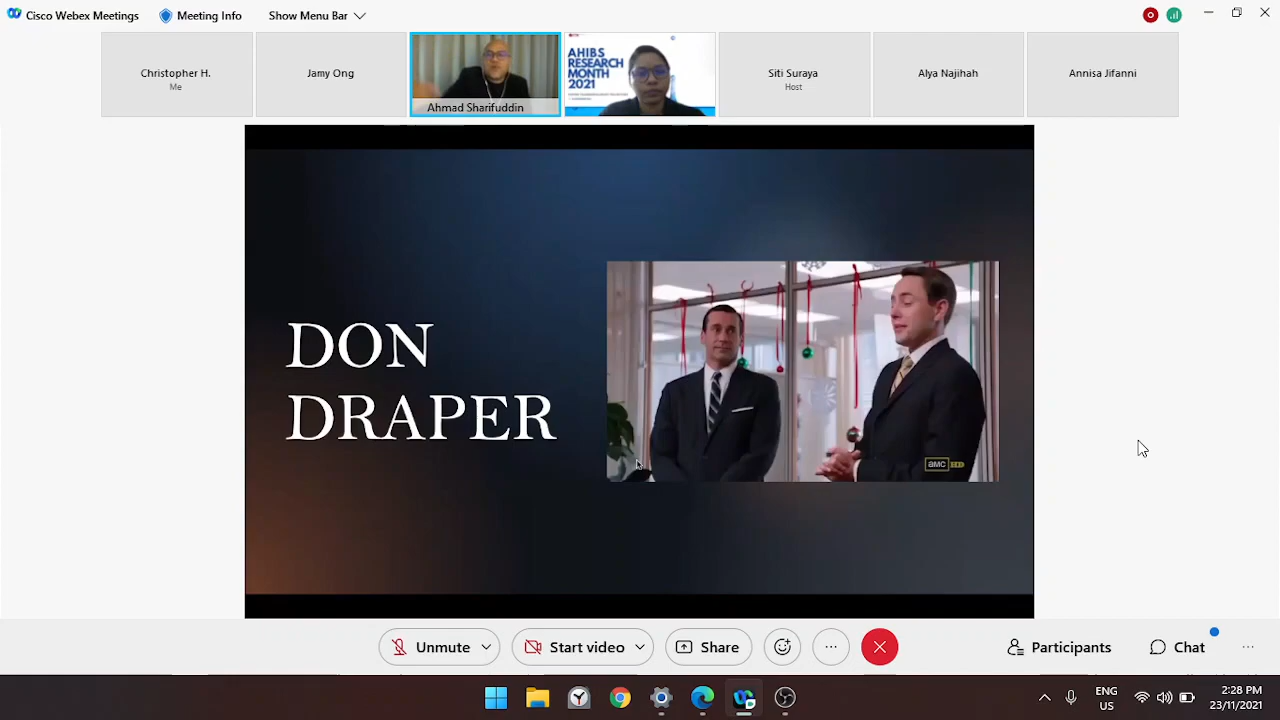 Cisco Webex Meetings
Meeting Info
Show Menu Bar
Christopher H.
Me
Jamy Ong
Ahmad Sharifuddin
AHIBS
RESEARCH
MONTH
2021
Siti Suraya
Host
Alya Najihah
Annisa Jifanni
DON
DRAPER
amc HD
Unmute
Start video
Share
Participants
Chat
ENG
US
2:28 PM
23/11/2021